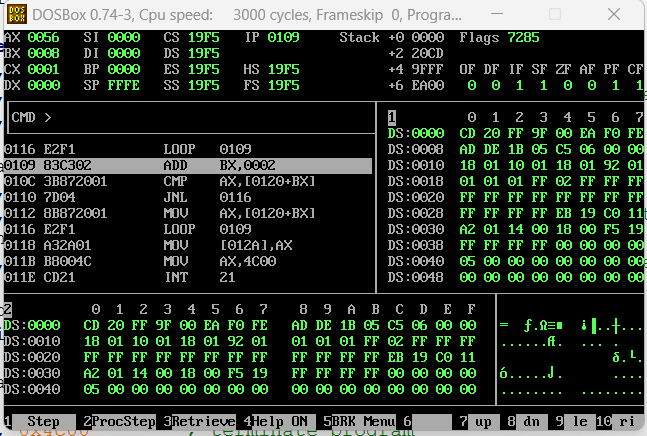 DOSBox 0.74-3, Cpu speed: 3000 cycles, Frameskip 0, Progra...
AX 0056 SI 0000 CS 19F5 IP 0109 Stack +0 0000 Flags 7285
BX 0008 DI 0000 DS 19F5 +2 20CD
CX 0001 BP 0000 ES 19F5 HS 19F5 +4 9FFF OF DF IF SF ZF AF PF CF
DX 0000 SP FFFE SS 19F5 FS 19F5 +6 EA00 0 0 1 1 0 0 1 1
CMD >
1 0 1 2 3 4 5 6 7
DS:0000 CD 20 FF 9F 00 EA F0 FE
0116 E2F1 LOOP 0109 DS:0008 AD DE 1B 05 C5 06 00 00
0109 83C302 ADD BX,0002 DS:0010 18 01 10 01 18 01 92 01
010C 3B872001 CMP AX,[0120+BX] DS:0018 01 01 01 FF 02 FF FF FF
0110 7D04 JNL 0116 DS:0020 FF FF FF FF FF FF FF FF
0112 8B872001 MOV AX,[0120+BX] DS:0028 FF FF FF FF EB 19 C0 11
0116 E2F1 LOOP 0109 DS:0030 A2 01 14 00 18 00 F5 19
0118 A32A01 MOV [012A],AX DS:0038 FF FF FF FF 00 00 00 00
011B B8004C MOV AX,4C00 DS:0040 05 00 00 00 00 00 00 00
011E CD21 INT 21 DS:0048 00 00 00 00 00 00 00 00
2 0 1 2 3 4 5 6 7 8 9 A B C D E F
DS:0000 CD 20 FF 9F 00 EA F0 FE AD DE 1B 05 C5 06 00 00
DS:0010 18 01 10 01 18 01 92 01 01 01 01 FF 02 FF FF FF
DS:0020 FF FF FF FF FF FF FF FF FF FF FF FF EB 19 C0 11
DS:0030 A2 01 14 00 18 00 F5 19 FF FF FF FF 00 00 00 00
DS:0040 05 00 00 00 00 00 00 00 00 00 00 00 00 00 00 00
1 Step 2ProcStep 3Retrieve 4Help ON 5BRK Menu 6 7 up 8 dn 9 le 10 ri